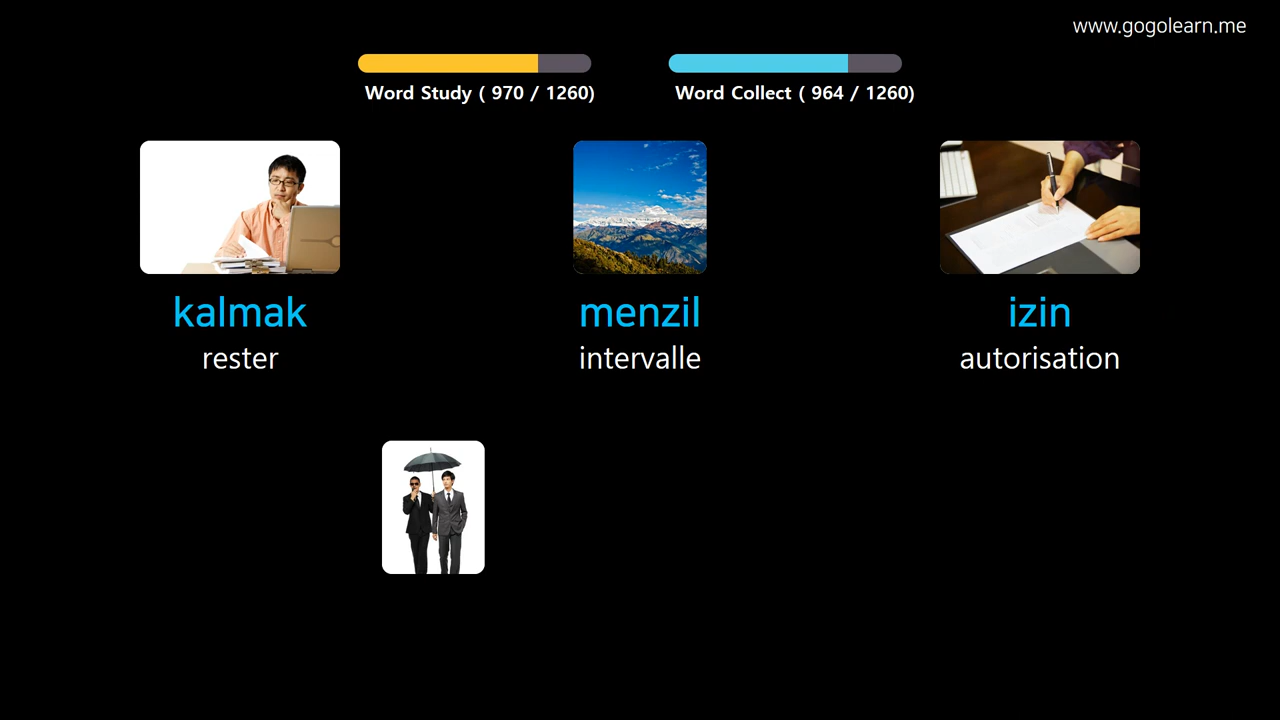 www.gogolearn.me
Word Study ( 970 / 1260)
Word Collect ( 964 / 1260)
kalmak
rester
menzil
intervalle
izin
autorisation